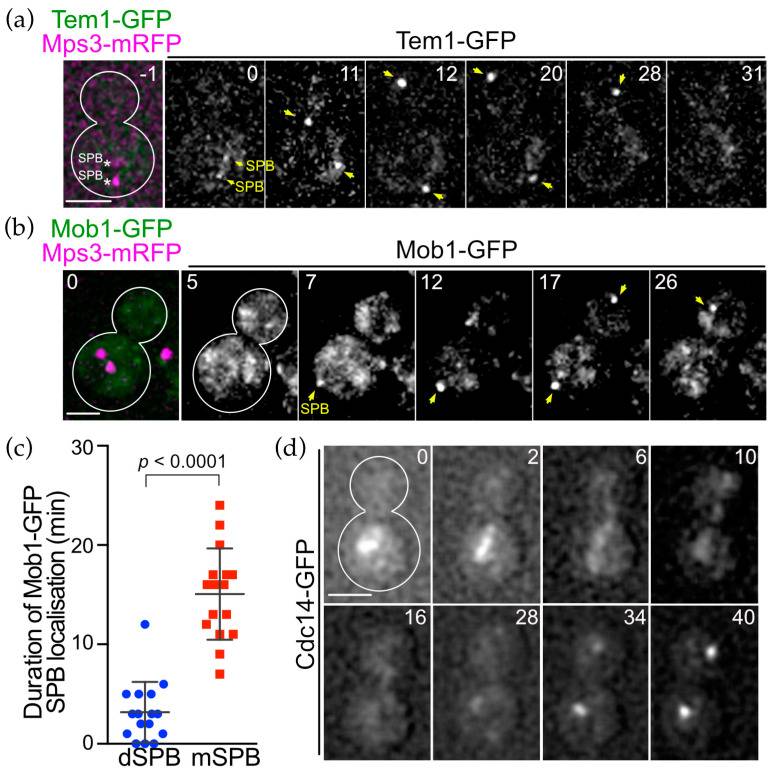 (a) Tem1-GFP
Mps3-mRFP
Tem1-GFP
-1 0 11 12 20 28 31
SPB*
SPB*
SPB
SPB
(b) Mob1-GFP
Mps3-mRFP
Mob1-GFP
0 5 7 12 17 26
SPB
(c)
Duration of Mob1-GFP
SPB localisation (min)
30
20
10
0
p < 0.0001
dSPB mSPB
(d)
Cdc14-GFP
0 2 6 10
16 28 34 40